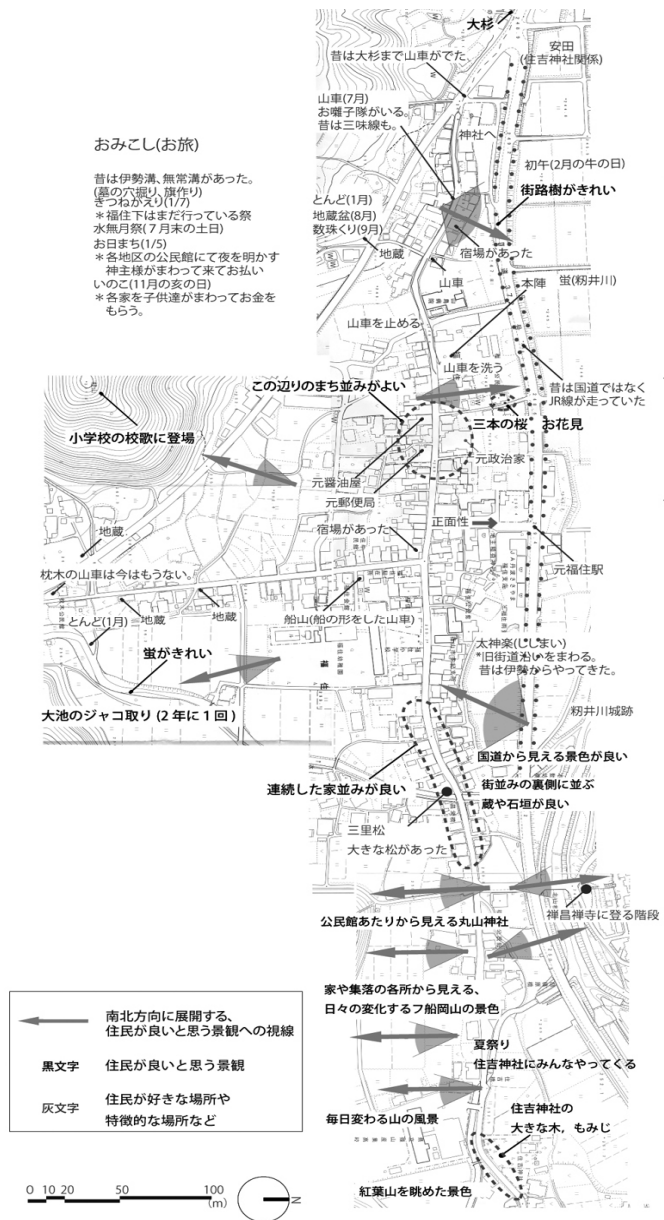 大杉
安田
(住吉神社関係)
昔は大杉まで山車がでた。
山車(7月)
お囃子隊がいる。
昔は三味線も。
神社へ
おみこし(お旅)
昔は伊勢溝、無常溝があった。
(墓の穴掘り、旗作り)
きつねがえり(1/7)
＊福住下はまだ行っている祭
水無月祭(７月末の土日)
お日まち(1/5)
＊各地区の公民館にて夜を明かす
神主様がまわって来てお払い
いのこ(11月の亥の日)
＊各家を子供達がまわってお金を
もらう。
初午(2月の牛の日)
街路樹がきれい
とんど(1月)
地蔵盆(8月)
数珠くり(9月)
地蔵
宿場があった
山車
本陣
蛍(籾井川)
山車を止める
山車を洗う
昔は国道ではなく
JR線が走っていた
この辺りのまち並みがよい
三本の桜
お花見
小学校の校歌に登場
元醤油屋
元政治家
元郵便局
宿場があった
正面性
元福住駅
地蔵
枕木の山車は今はもうない。
とんど(1月)
地蔵
地蔵
船山(船の形をした山車)
太神楽(じしまい)
*旧街道沿いをまわる。
昔は伊勢からやってきた。
蛍がきれい
福住幼稚園
福住
大池のジャコ取り(２年に１回)
籾井川城跡
国道から見える景色が良い
連続した家並みが良い
街並みの裏側に並ぶ
蔵や石垣が良い
三里松
大きな松があった
禅昌禅寺に登る階段
公民館あたりから見える丸山神社
家や集落の各所から見える、
日々の変化するフ船岡山の景色
夏祭り
住吉神社にみんなやってくる
毎日変わる山の風景
住吉神社の
大きな木，もみじ
紅葉山を眺めた景色
南北方向に展開する、
住民が良いと思う景観への視線
黒文字 住民が良いと思う景観
灰文字 住民が好きな場所や
特徴的な場所など
0 10 20 50 100
(m)
N